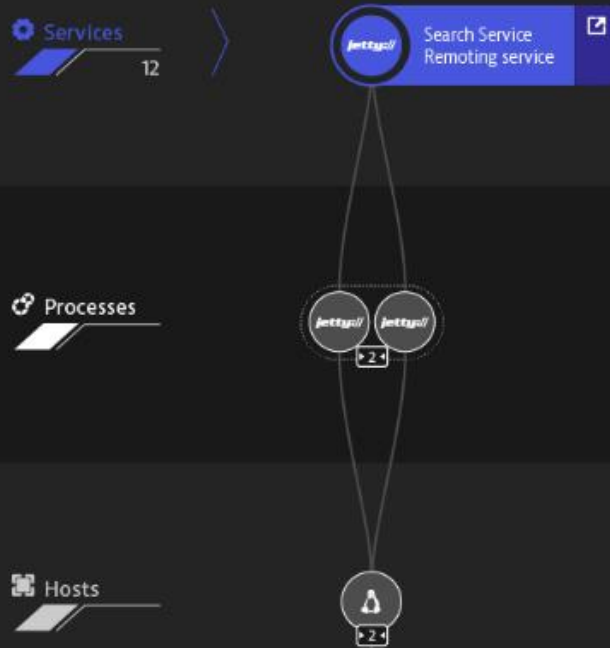 Services
12
jetty://
Search Service
Remoting service
Processes
jetty://
jetty://
2
Hosts
2